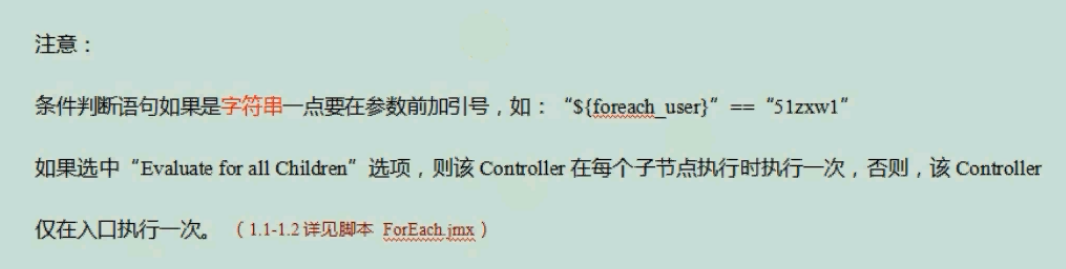 注意：
条件判断语句如果是字符串一点要在参数前加引号，如：“${foreach_user}”==“51zxw1”
如果选中“Evaluate for all Children”选项，则该 Controller 在每个子节点执行时执行一次，否则，该 Controller
仅在入口执行一次。（1.1-1.2 详见脚本 ForEach.jmx）